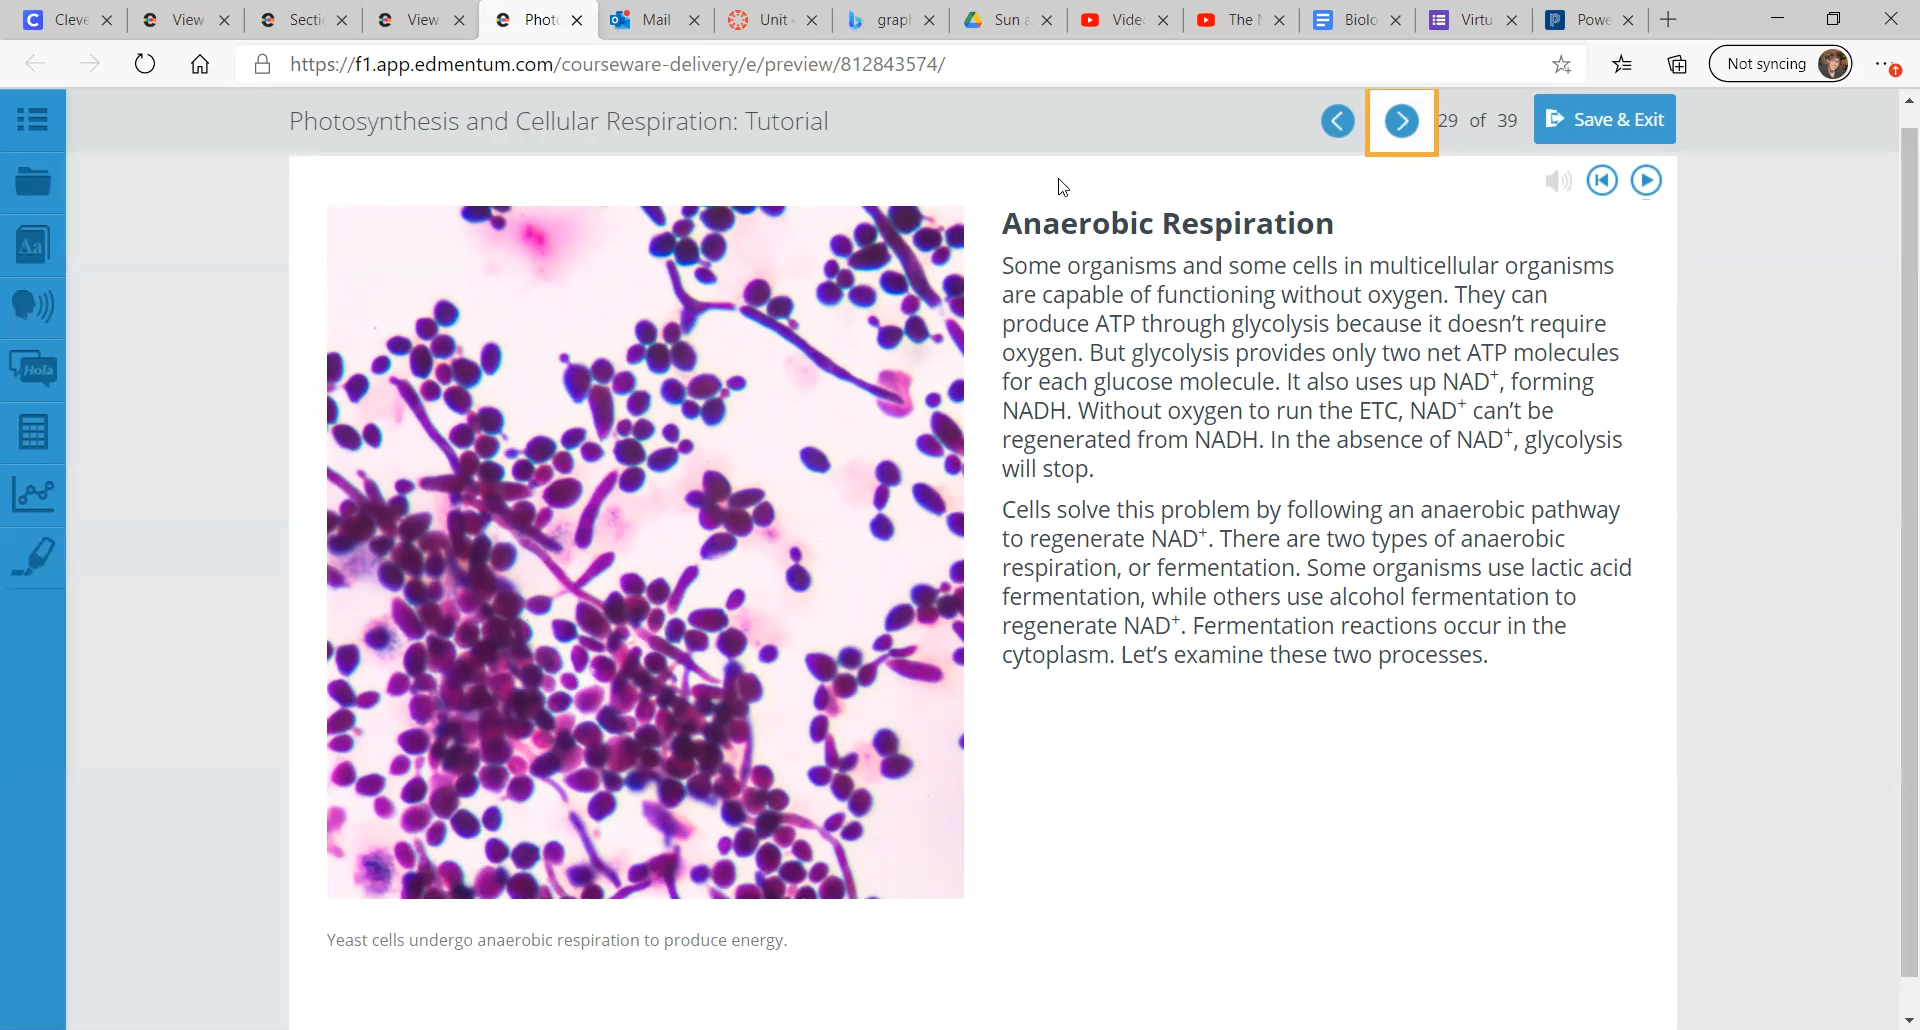 Cleve
View
Secti
View
Photo
Mail
Unit
grap
Sun a
Vide
The
Biolo
Virtu
Powe
https://f1.app.edmentum.com/courseware-delivery/e/preview/812843574/
Not syncing
Photosynthesis and Cellular Respiration: Tutorial
29 of 39
Save & Exit
Aa
Hola
Anaerobic Respiration
Some organisms and some cells in multicellular organisms
are capable of functioning without oxygen. They can
produce ATP through glycolysis because it doesn't require
oxygen. But glycolysis provides only two net ATP molecules
for each glucose molecule. It also uses up NAD⁺, forming
NADH. Without oxygen to run the ETC, NAD⁺ can't be
regenerated from NADH. In the absence of NAD⁺, glycolysis
will stop.
Cells solve this problem by following an anaerobic pathway
to regenerate NAD⁺. There are two types of anaerobic
respiration, or fermentation. Some organisms use lactic acid
fermentation, while others use alcohol fermentation to
regenerate NAD⁺. Fermentation reactions occur in the
cytoplasm. Let's examine these two processes.
Yeast cells undergo anaerobic respiration to produce energy.